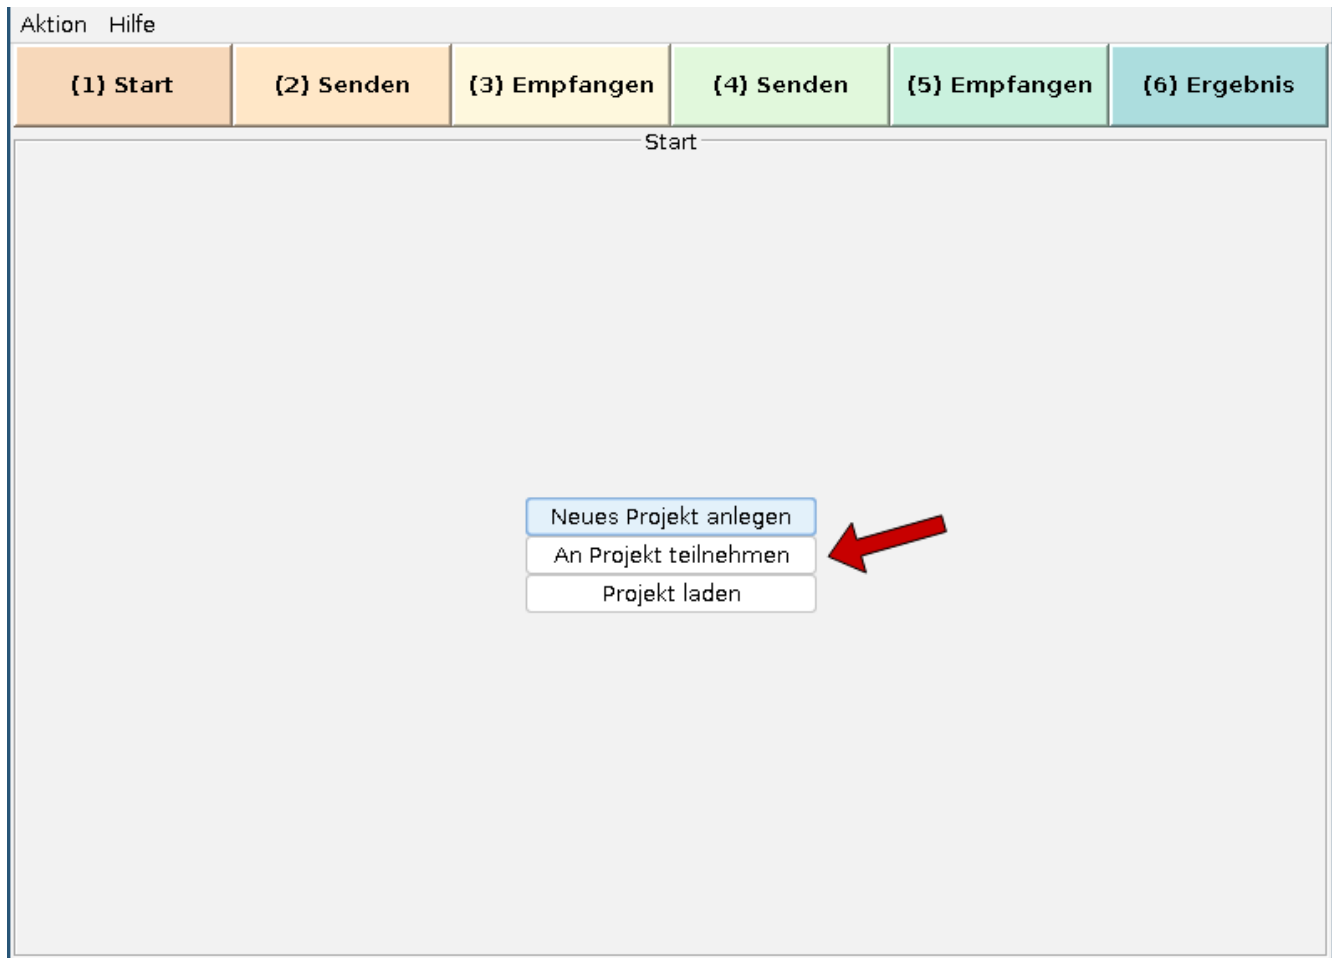 Aktion Hilfe
(1) Start (2) Senden (3) Empfangen (4) Senden (5) Empfangen (6) Ergebnis
Start
Neues Projekt anlegen
An Projekt teilnehmen
Projekt laden